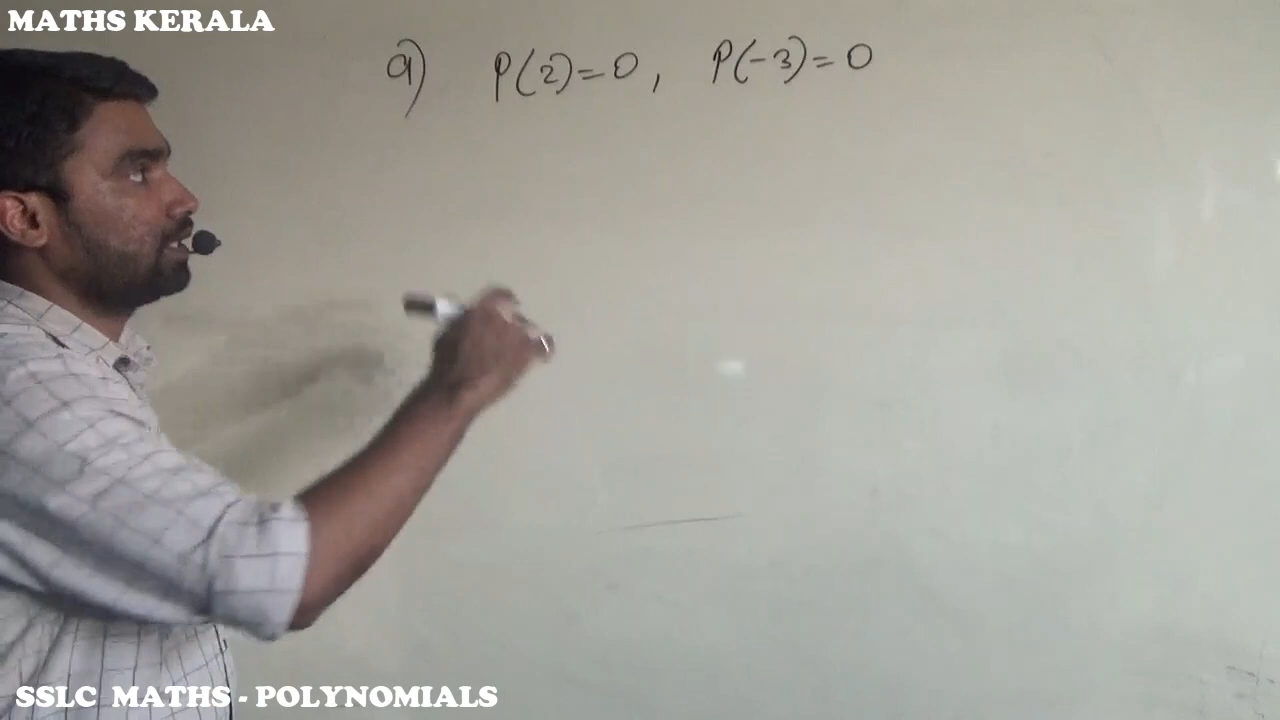 MATHS KERALA
a) P(2)=0, P(-3)=0
SSLC MATHS - POLYNOMIALS